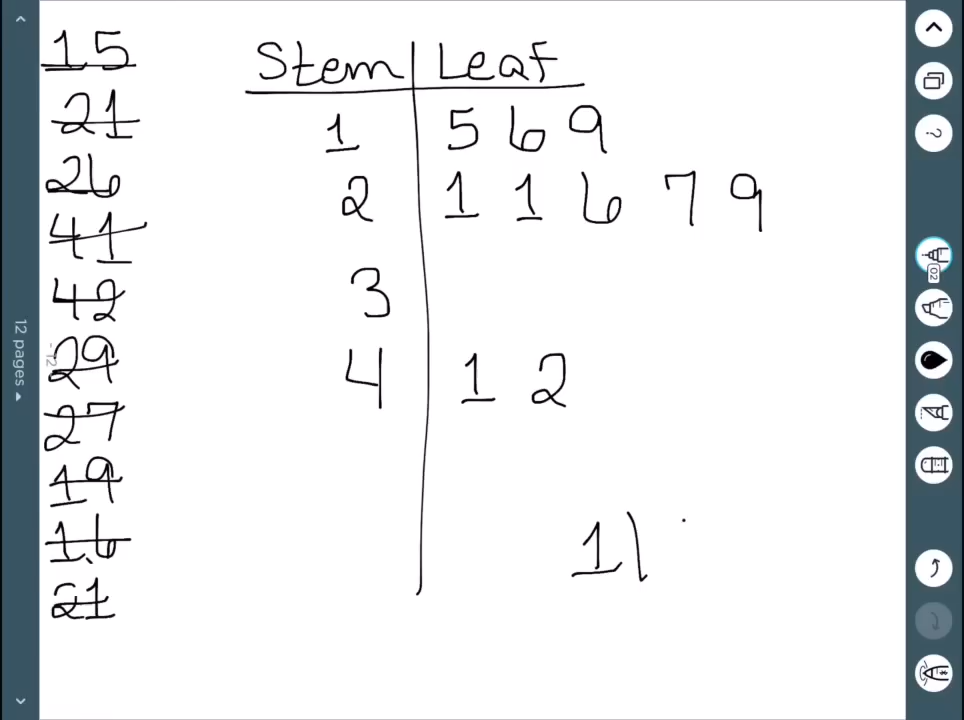 15
21
26
41
42
29
27
19
16
21
Stem | Leaf
1 | 5 6 9
2 | 1 1 6 7 9
3 |
4 | 1 2
1 |
12 pages
02
?